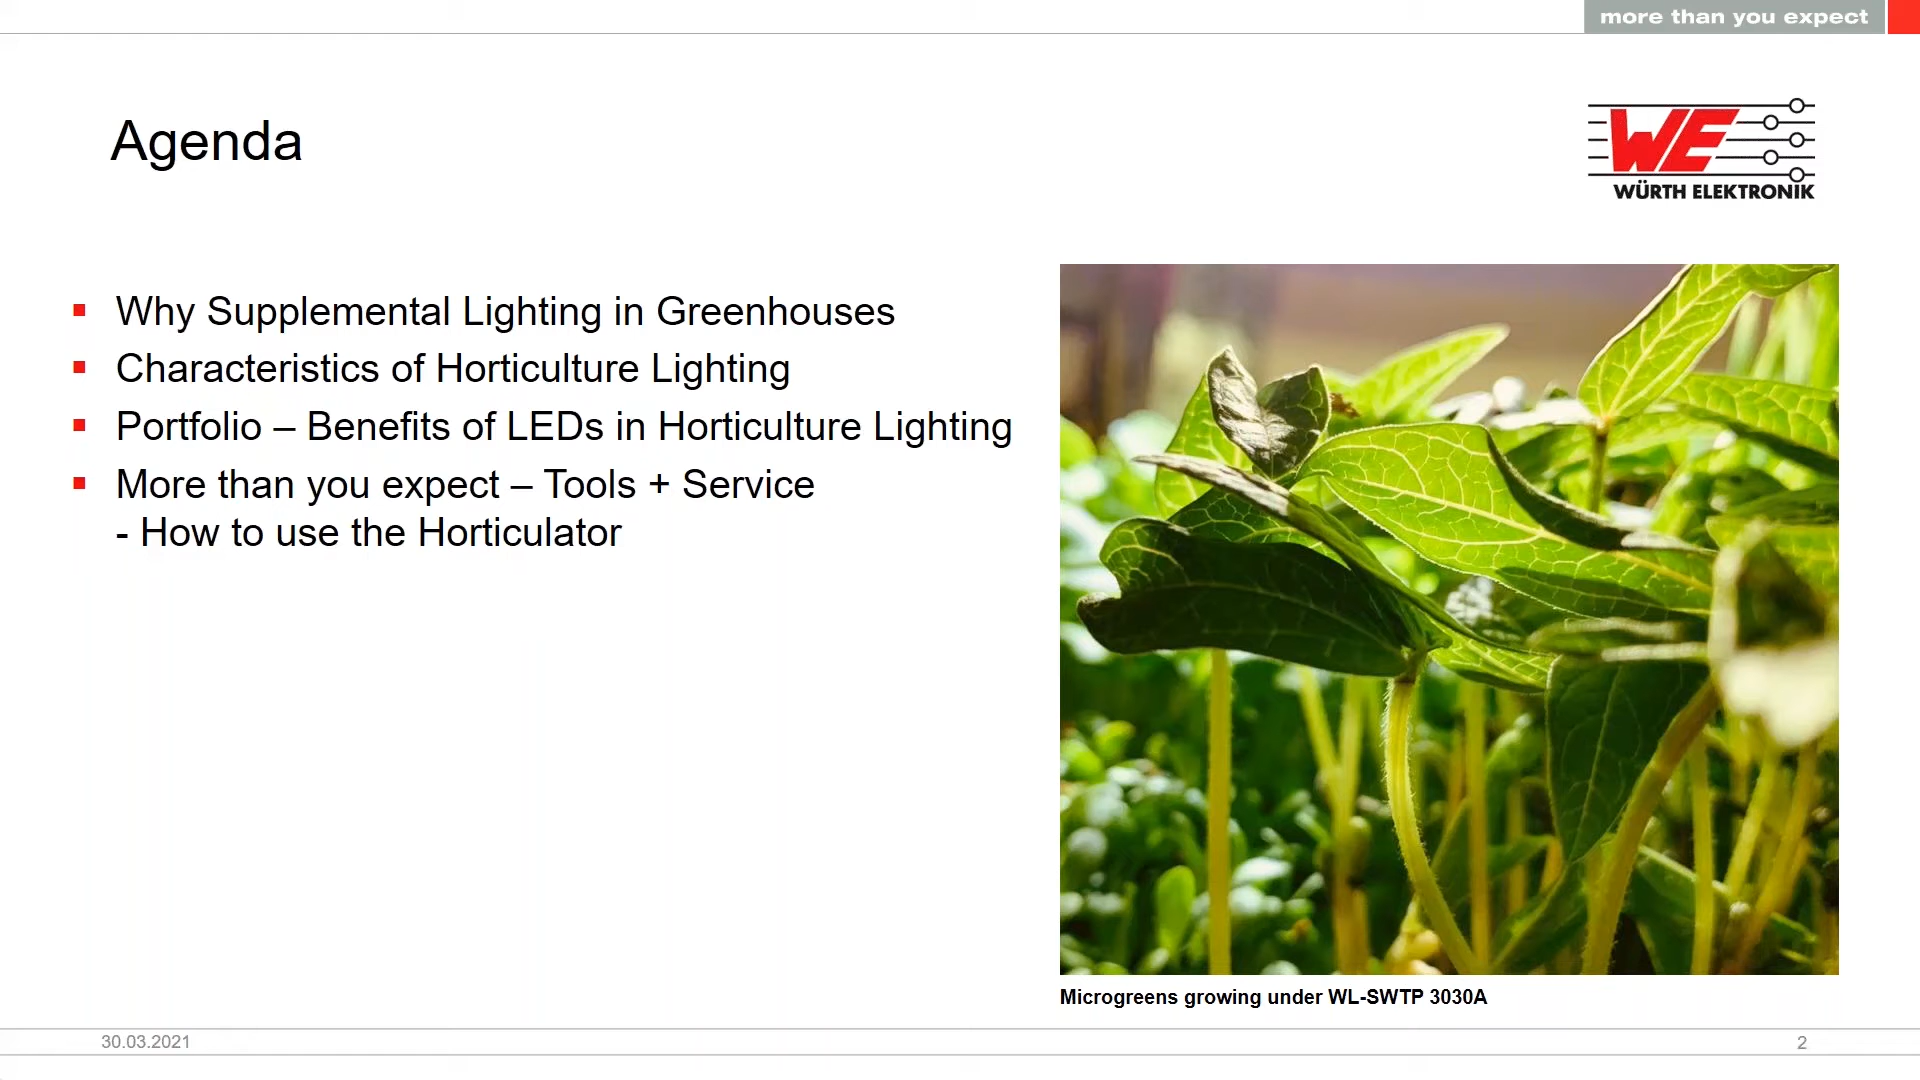 more than you expect
Agenda
WE
WÜRTH ELEKTRONIK
Why Supplemental Lighting in Greenhouses
Characteristics of Horticulture Lighting
Portfolio – Benefits of LEDs in Horticulture Lighting
More than you expect – Tools + Service
- How to use the Horticulator
Microgreens growing under WL-SWTP 3030A
30.03.2021
2